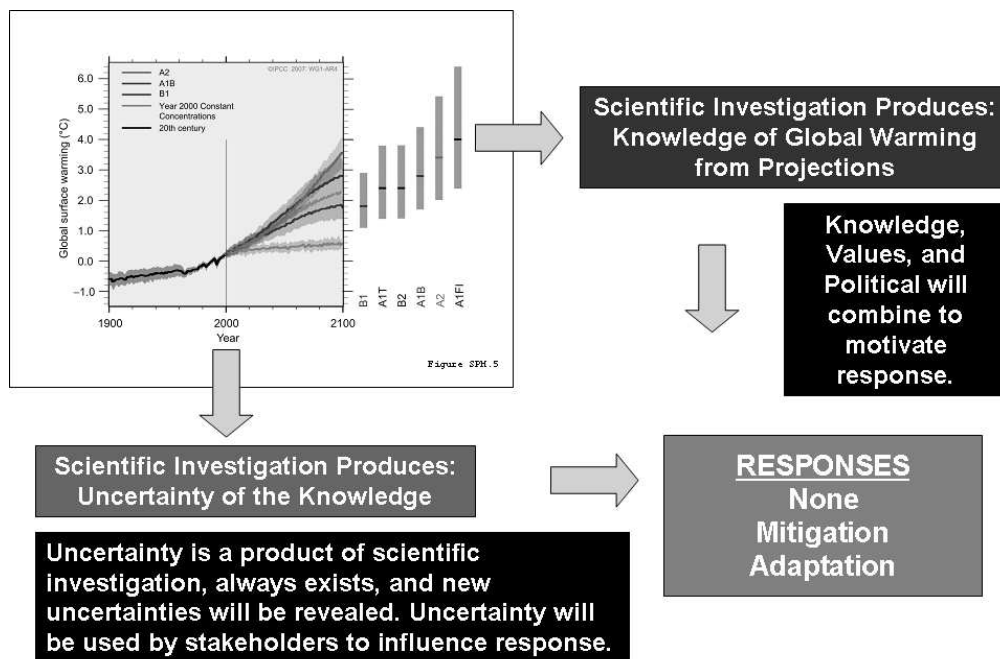 ©IPCC 2007: WG1-AR4
A2
A1B
B1
Year 2000 Constant
Concentrations
20th century
Global surface warming (°C)
6.0
5.0
4.0
3.0
2.0
1.0
0.0
−1.0
1900
2000
2100
Year
B1
A1T
B2
A1B
A2
A1FI
Figure SPM.5
Scientific Investigation Produces:
Knowledge of Global Warming
from Projections
Knowledge,
Values, and
Political will
combine to
motivate
response.
Scientific Investigation Produces:
Uncertainty of the Knowledge
Uncertainty is a product of scientific
investigation, always exists, and new
uncertainties will be revealed. Uncertainty will
be used by stakeholders to influence response.
RESPONSES
None
Mitigation
Adaptation